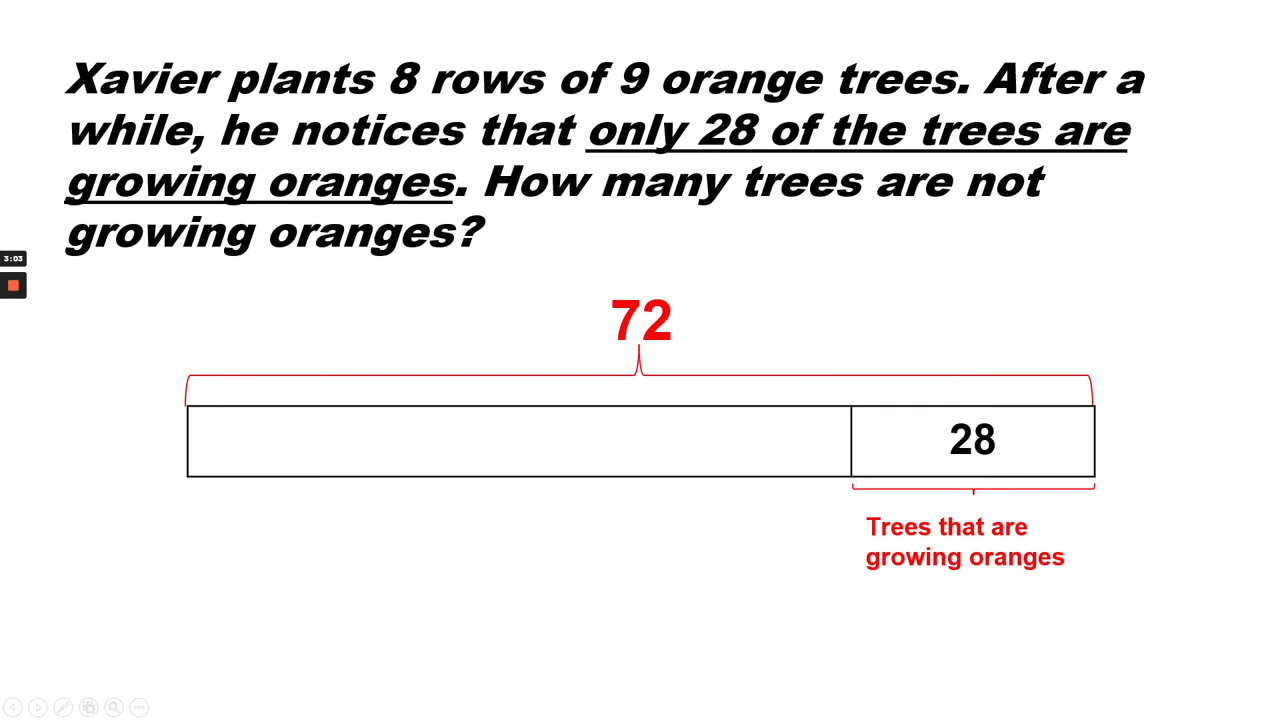 Xavier plants 8 rows of 9 orange trees. After a
while, he notices that only 28 of the trees are
growing oranges. How many trees are not
growing oranges?
3:03
72
28
Trees that are
growing oranges